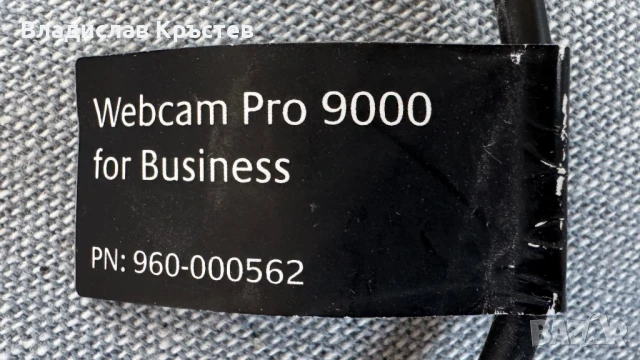 Владислав Кръстев
Webcam Pro 9000
for Business
PN: 960-000562